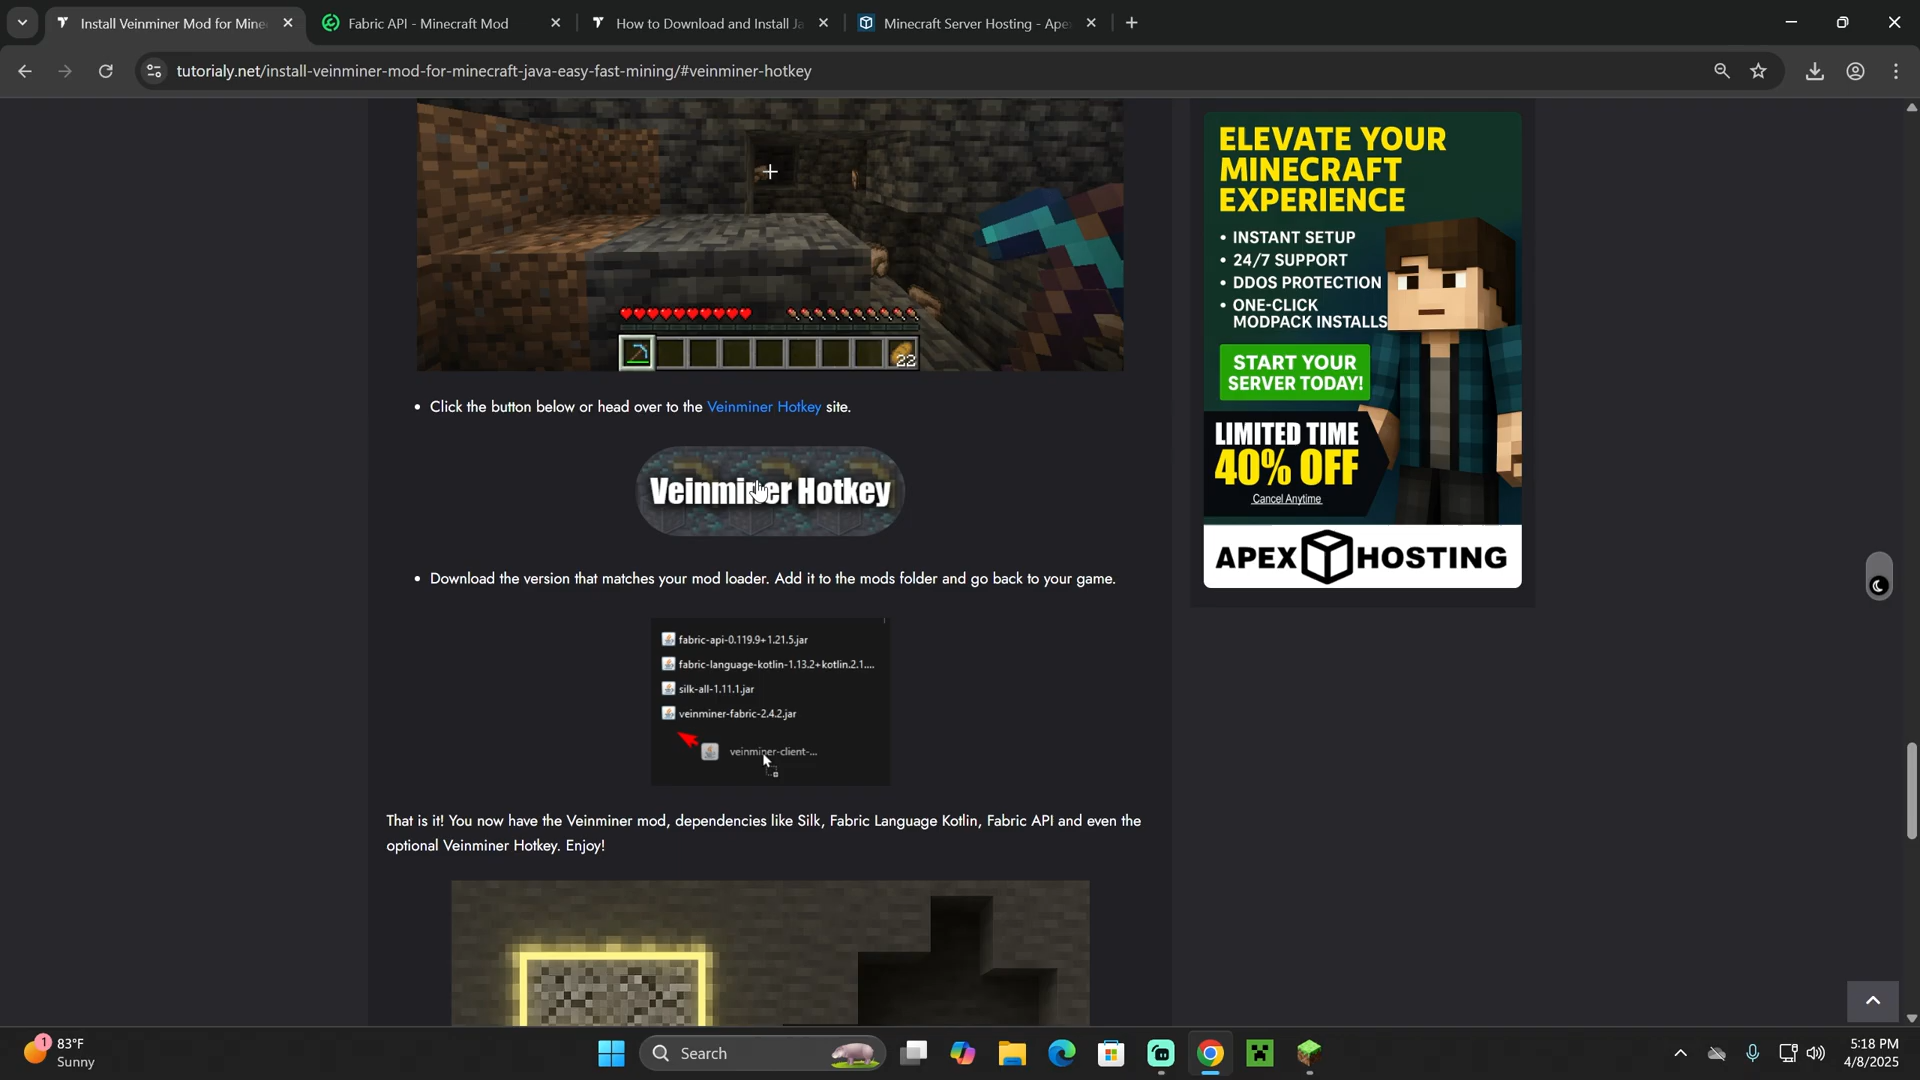 Install Veinminer Mod for Mine
Fabric API - Minecraft Mod
How to Download and Install Ja
Minecraft Server Hosting - Apex
tutorialy.net/install-veinminer-mod-for-minecraft-java-easy-fast-mining/#veinminer-hotkey
22
Click the button below or head over to the Veinminer Hotkey site.
Veinminer Hotkey
Download the version that matches your mod loader. Add it to the mods folder and go back to your game.
fabric-api-0.119.9+1.21.5.jar
fabric-language-kotlin-1.13.2+kotlin.2.1....
silk-all-1.11.1.jar
veinminer-fabric-2.4.2.jar
veinminer-client-...
That is it! You now have the Veinminer mod, dependencies like Silk, Fabric Language Kotlin, Fabric API and even the
optional Veinminer Hotkey. Enjoy!
ELEVATE YOUR
MINECRAFT
EXPERIENCE
• INSTANT SETUP
• 24/7 SUPPORT
• DDOS PROTECTION
• ONE-CLICK
MODPACK INSTALLS
START YOUR
SERVER TODAY!
LIMITED TIME
40% OFF
Cancel Anytime
APEX HOSTING
1
83°F
Sunny
Search
5:18 PM
4/8/2025